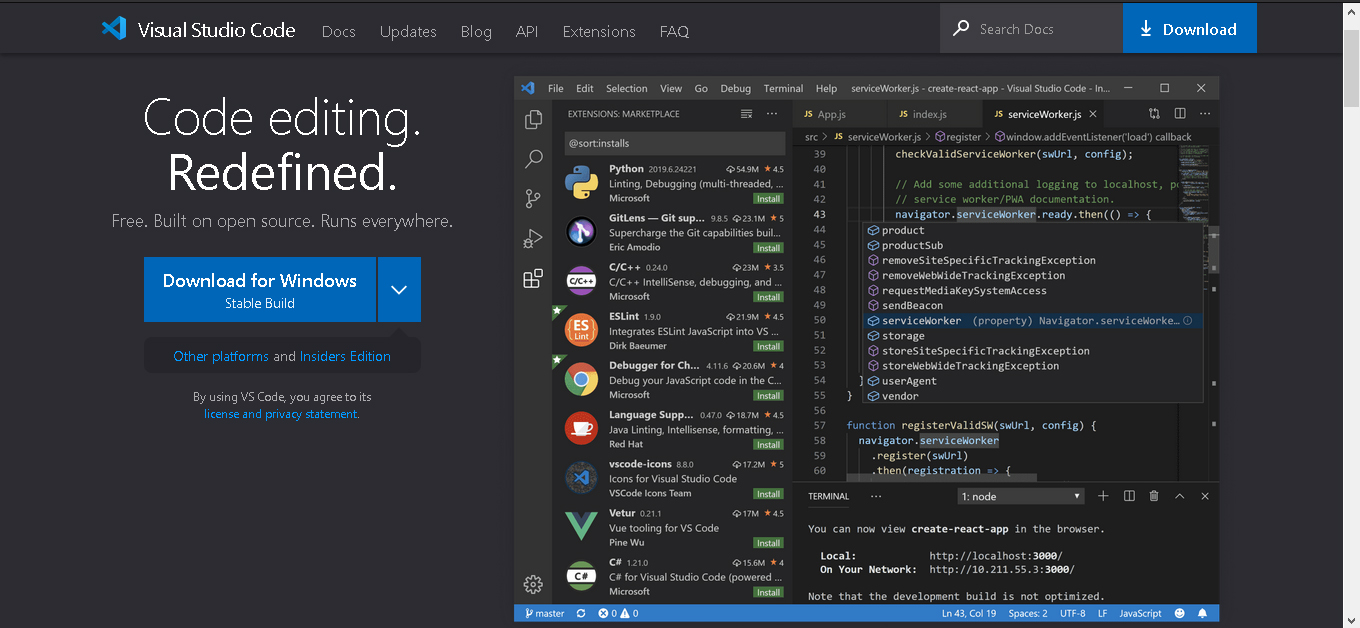 Visual Studio Code Docs Updates Blog API Extensions FAQ Search Docs Download
Code editing.
Redefined.
Free. Built on open source. Runs everywhere.
Download for Windows
Stable Build
Other platforms and Insiders Edition
By using VS Code, you agree to its
license and privacy statement.
File Edit Selection View Go Debug Terminal Help serviceWorker.js - create-react-app - Visual Studio Code - In...
EXTENSIONS: MARKETPLACE ...
@sort:installs
Python 2019.6.24221 54.9M ★ 4.5
Linting, Debugging (multi-threaded, ...
Microsoft Install
GitLens — Git sup... 9.8.5 23.1M ★ 5
Supercharge the Git capabilities buil...
Eric Amodio Install
C/C++
C/C++ 0.24.0 23M ★ 3.5
C/C++ IntelliSense, debugging, and ...
Microsoft Install
ES
Lint
ESLint 1.9.0 21.9M ★ 4.5
Integrates ESLint JavaScript into VS ...
Dirk Baeumer Install
Debugger for Ch... 4.11.6 20.6M ★ 4
Debug your JavaScript code in the C...
Microsoft Install
Language Supp... 0.47.0 18.7M ★ 4.5
Java Linting, Intellisense, formatting, ...
Red Hat Install
vscode-icons 8.8.0 17.2M ★ 5
Icons for Visual Studio Code
VSCode Icons Team Install
Vetur 0.21.1 17M ★ 4.5
Vue tooling for VS Code
Pine Wu Install
C#
C# 1.21.0 15.6M ★ 4
C# for Visual Studio Code (powered ...
Microsoft Install
JS App.js JS index.js JS serviceWorker.js ...
src > JS serviceWorker.js > register > window.addEventListener('load') callback
39 checkValidServiceWorker(swUrl, config);
40
41 // Add some additional logging to localhost, po
42 // service worker/PWA documentation.
43 navigator.serviceWorker.ready.then(() => {
44 product
45 productSub
46 removeSiteSpecificTrackingException
47 removeWebWideTrackingException
48 requestMediaKeySystemAccess
49 sendBeacon
50 serviceWorker (property) Navigator.serviceWorke...
51 storage
52 storeSiteSpecificTrackingException
53 storeWebWideTrackingException
54 } userAgent
55 } vendor
56
57 function registerValidSW(swUrl, config) {
58 navigator.serviceWorker
59 .register(swUrl)
60 .then(registration => {
TERMINAL ... 1: node
You can now view create-react-app in the browser.
Local: http://localhost:3000/
On Your Network: http://10.211.55.3:3000/
Note that the development build is not optimized.
master 0 0 Ln 43, Col 19 Spaces: 2 UTF-8 LF JavaScript